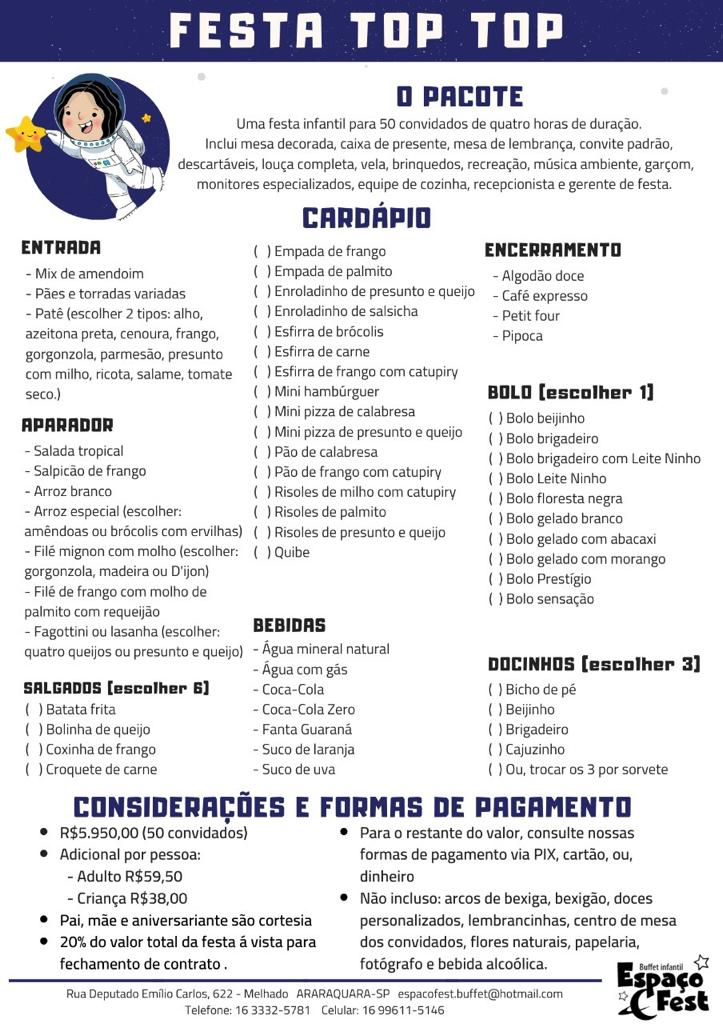 FESTA TOP TOP
O PACOTE
Uma festa infantil para 50 convidados de quatro horas de duração.
Inclui mesa decorada, caixa de presente, mesa de lembrança, convite padrão,
descartáveis, louça completa, vela, brinquedos, recreação, música ambiente, garçom,
monitores especializados, equipe de cozinha, recepcionista e gerente de festa.
CARDÁPIO
ENTRADA
- Mix de amendoim
- Pães e torradas variadas
- Patê (escolher 2 tipos: alho,
azeitona preta, cenoura, frango,
gorgonzola, parmesão, presunto
com milho, ricota, salame, tomate
seco.)
APARADOR
- Salada tropical
- Salpicão de frango
- Arroz branco
- Arroz especial (escolher:
amêndoas ou brócolis com ervilhas)
- Filé mignon com molho (escolher:
gorgonzola, madeira ou D'ijon)
- Filé de frango com molho de
palmito com requeijão
- Fagottini ou lasanha (escolher:
quatro queijos ou presunto e queijo)
SALGADOS [escolher 6]
( ) Batata frita
( ) Bolinha de queijo
( ) Coxinha de frango
( ) Croquete de carne
( ) Empada de frango
( ) Empada de palmito
( ) Enroladinho de presunto e queijo
( ) Enroladinho de salsicha
( ) Esfirra de brócolis
( ) Esfirra de carne
( ) Esfirra de frango com catupiry
( ) Mini hambúrguer
( ) Mini pizza de calabresa
( ) Mini pizza de presunto e queijo
( ) Pão de calabresa
( ) Pão de frango com catupiry
( ) Risoles de milho com catupiry
( ) Risoles de palmito
( ) Risoles de presunto e queijo
( ) Quibe
BEBIDAS
- Água mineral natural
- Água com gás
- Coca-Cola
- Coca-Cola Zero
- Fanta Guaraná
- Suco de laranja
- Suco de uva
ENCERRAMENTO
- Algodão doce
- Café expresso
- Petit four
- Pipoca
BOLO [escolher 1]
( ) Bolo beijinho
( ) Bolo brigadeiro
( ) Bolo brigadeiro com Leite Ninho
( ) Bolo Leite Ninho
( ) Bolo floresta negra
( ) Bolo gelado branco
( ) Bolo gelado com abacaxi
( ) Bolo gelado com morango
( ) Bolo Prestígio
( ) Bolo sensação
DOCINHOS [escolher 3]
( ) Bicho de pé
( ) Beijinho
( ) Brigadeiro
( ) Cajuzinho
( ) Ou, trocar os 3 por sorvete
CONSIDERAÇÕES E FORMAS DE PAGAMENTO
• R$5.950,00 (50 convidados)
• Adicional por pessoa:
- Adulto R$59,50
- Criança R$38,00
• Pai, mãe e aniversariante são cortesia
• 20% do valor total da festa á vista para
fechamento de contrato .
• Para o restante do valor, consulte nossas
formas de pagamento via PIX, cartão, ou,
dinheiro
• Não incluso: arcos de bexiga, bexigão, doces
personalizados, lembrancinhas, centro de mesa
dos convidados, flores naturais, papelaria,
fotógrafo e bebida alcoólica.
Rua Deputado Emílio Carlos, 622 - Melhado ARARAQUARA-SP espacofest.buffet@hotmail.com
Telefone: 16 3332-5781 Celular: 16 99611-5146
Buffet infantil
Espaço
Fest